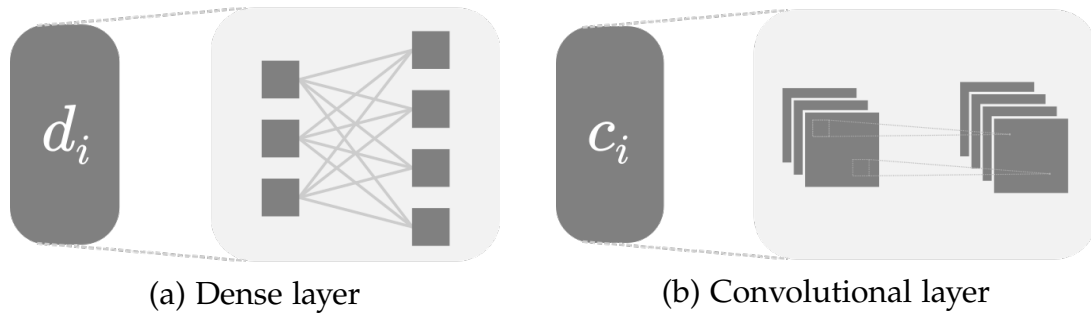 d_i
c_i
(a) Dense layer
(b) Convolutional layer